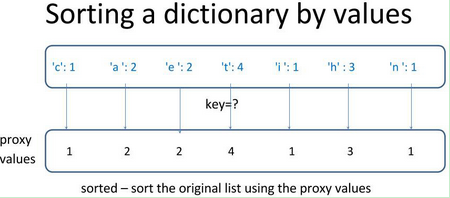 Sorting a dictionary by values
'c': 1 'a': 2 'e': 2 't': 4 'i': 1 'h': 3 'n': 1
key=?
proxy
values
1 2 2 4 1 3 1
sorted – sort the original list using the proxy values